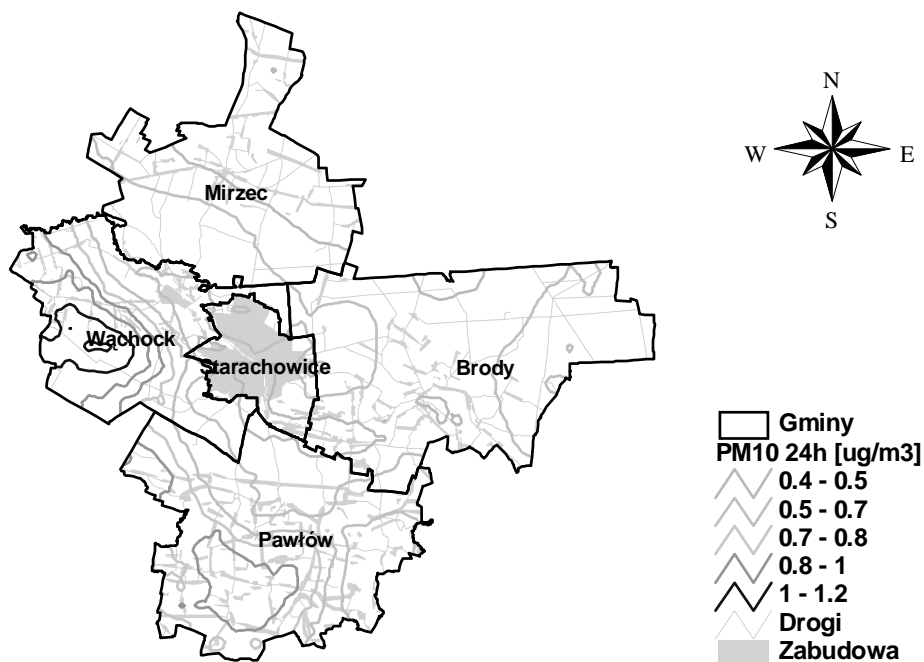 N
W E
S
Mirzec
Wąchock
Starachowice
Brody
Pawłów
Gminy
PM10 24h [ug/m3]
0.4 - 0.5
0.5 - 0.7
0.7 - 0.8
0.8 - 1
1 - 1.2
Drogi
Zabudowa